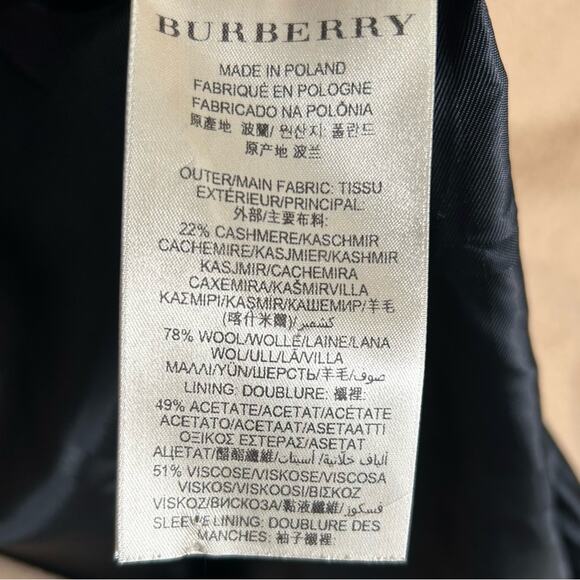 BURBERRY
MADE IN POLAND
FABRIQUÉ EN POLOGNE
FABRICADO NA POLÔNIA
原產地 波蘭/ 원산지: 폴란드
原产地 波兰
OUTER/MAIN FABRIC: TISSU
EXTÉRIEUR/PRINCIPAL:
外部/主要布料:
22% CASHMERE/KASCHMIR
CACHEMIRE/KASJMIER/KASHMIR
KASJMIR/CACHEMIRA
CAXEMIRA/KAŠMIRVILLA
ΚΑΣΜΙΡΙ/KAŞMIR/КАШЕМИР/羊毛
(喀什米爾)/كشمير
78% WOOL/WOLLE/LAINE/LANA
WOL/ULL/LÃ/VILLA
ΜΑΛΛΙ/YÜN/ШЕРСТЬ/羊毛/صوف
LINING: DOUBLURE: 襯裡:
49% ACETATE/ACETAT/ACÉTATE
ACETATO/ACETAAT/ASETAATTI
ΟΞΙΚΟΣ ΕΣΤΕΡΑΣ/ASETAT
АЦЕТАТ/醋酯纖維/ألياف خلانية/أسيتات
51% VISCOSE/VISKOSE/VISCOSA
VISKOS/VISKOOSI/ΒΙΣΚΟΖ
VISKOZ/ВИСКОЗА/黏液纖維/فسكوز
SLEEVE LINING: DOUBLURE DES
MANCHES: 袖子襯裡: